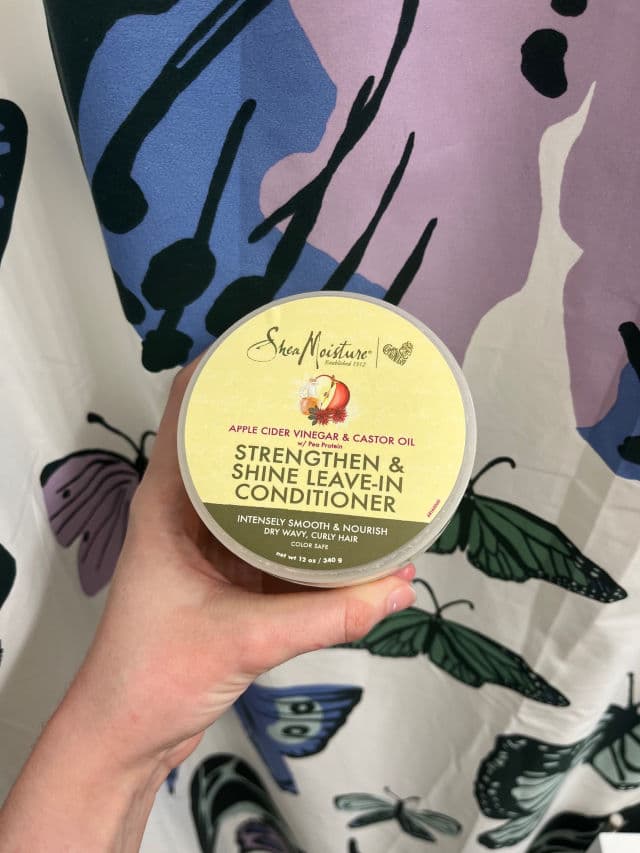 SheaMoisture®
Established 1912
APPLE CIDER VINEGAR & CASTOR OIL
w/ Pea Protein
STRENGTHEN &
SHINE LEAVE-IN
CONDITIONER
INTENSELY SMOOTH & NOURISH
DRY WAVY, CURLY HAIR
COLOR SAFE
net wt 12 oz / 340 g